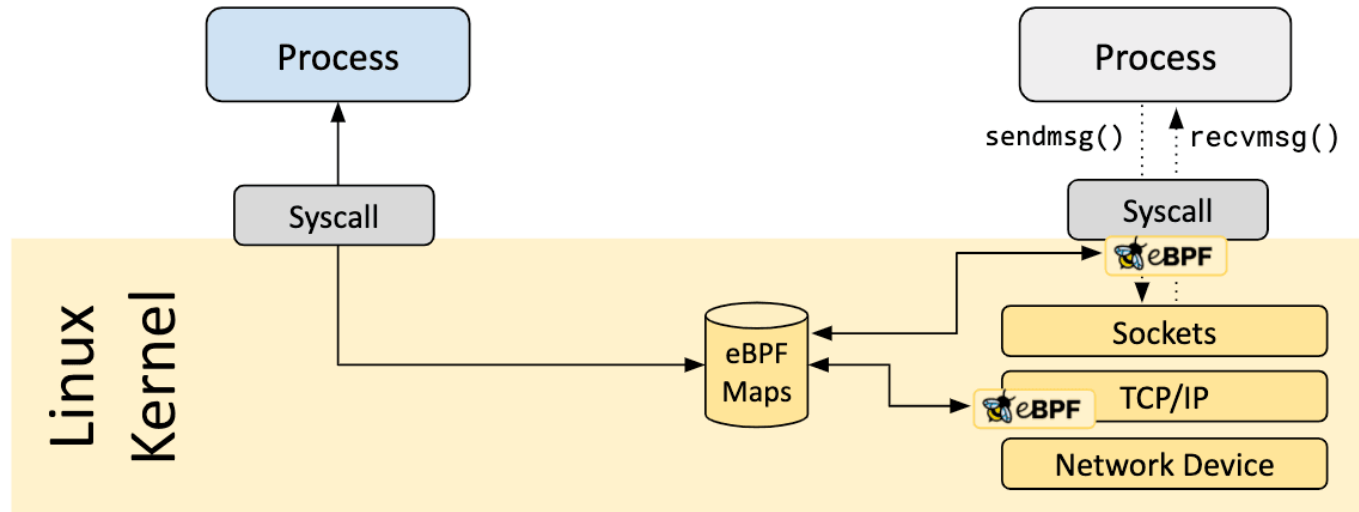 Process
Process
sendmsg()
recvmsg()
Syscall
Syscall
eBPF
Linux
Kernel
Sockets
eBPF
Maps
TCP/IP
eBPF
Network Device